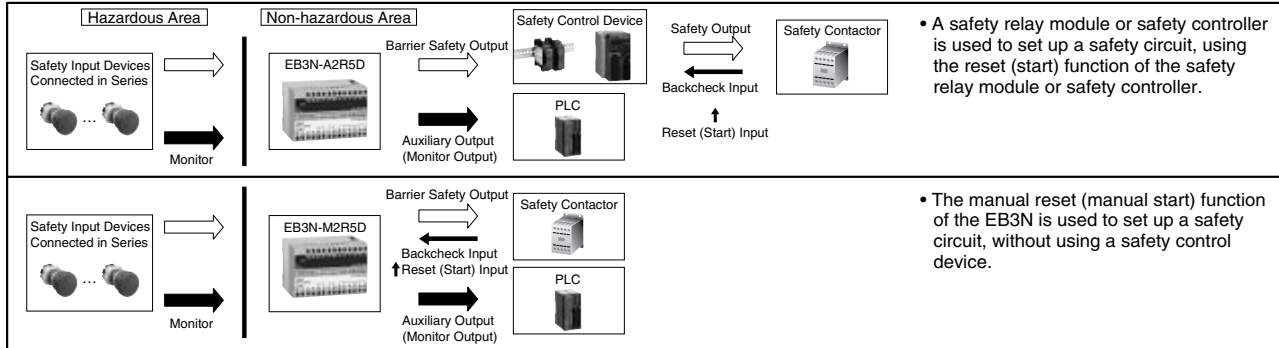 Hazardous Area
Non-hazardous Area
Safety Input Devices
Connected in Series
...
Monitor
EB3N-A2R5D
Barrier Safety Output
Auxiliary Output
(Monitor Output)
Safety Control Device
PLC
Safety Output
Backcheck Input
Reset (Start) Input
Safety Contactor
• A safety relay module or safety controller
is used to set up a safety circuit, using
the reset (start) function of the safety
relay module or safety controller.
Safety Input Devices
Connected in Series
...
Monitor
EB3N-M2R5D
Barrier Safety Output
Backcheck Input
Reset (Start) Input
Auxiliary Output
(Monitor Output)
Safety Contactor
PLC
• The manual reset (manual start) function
of the EB3N is used to set up a safety
circuit, without using a safety control
device.